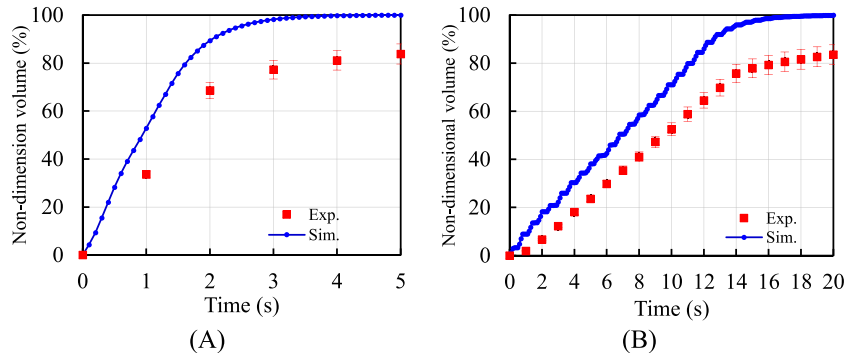 Non-dimension volume (%)
100
80
60
40
20
0
Exp.
Sim.
0 1 2 3 4 5
Time (s)
(A)
Non-dimensional volume (%)
100
80
60
40
20
0
Exp.
Sim.
0 2 4 6 8 10 12 14 16 18 20
Time (s)
(B)